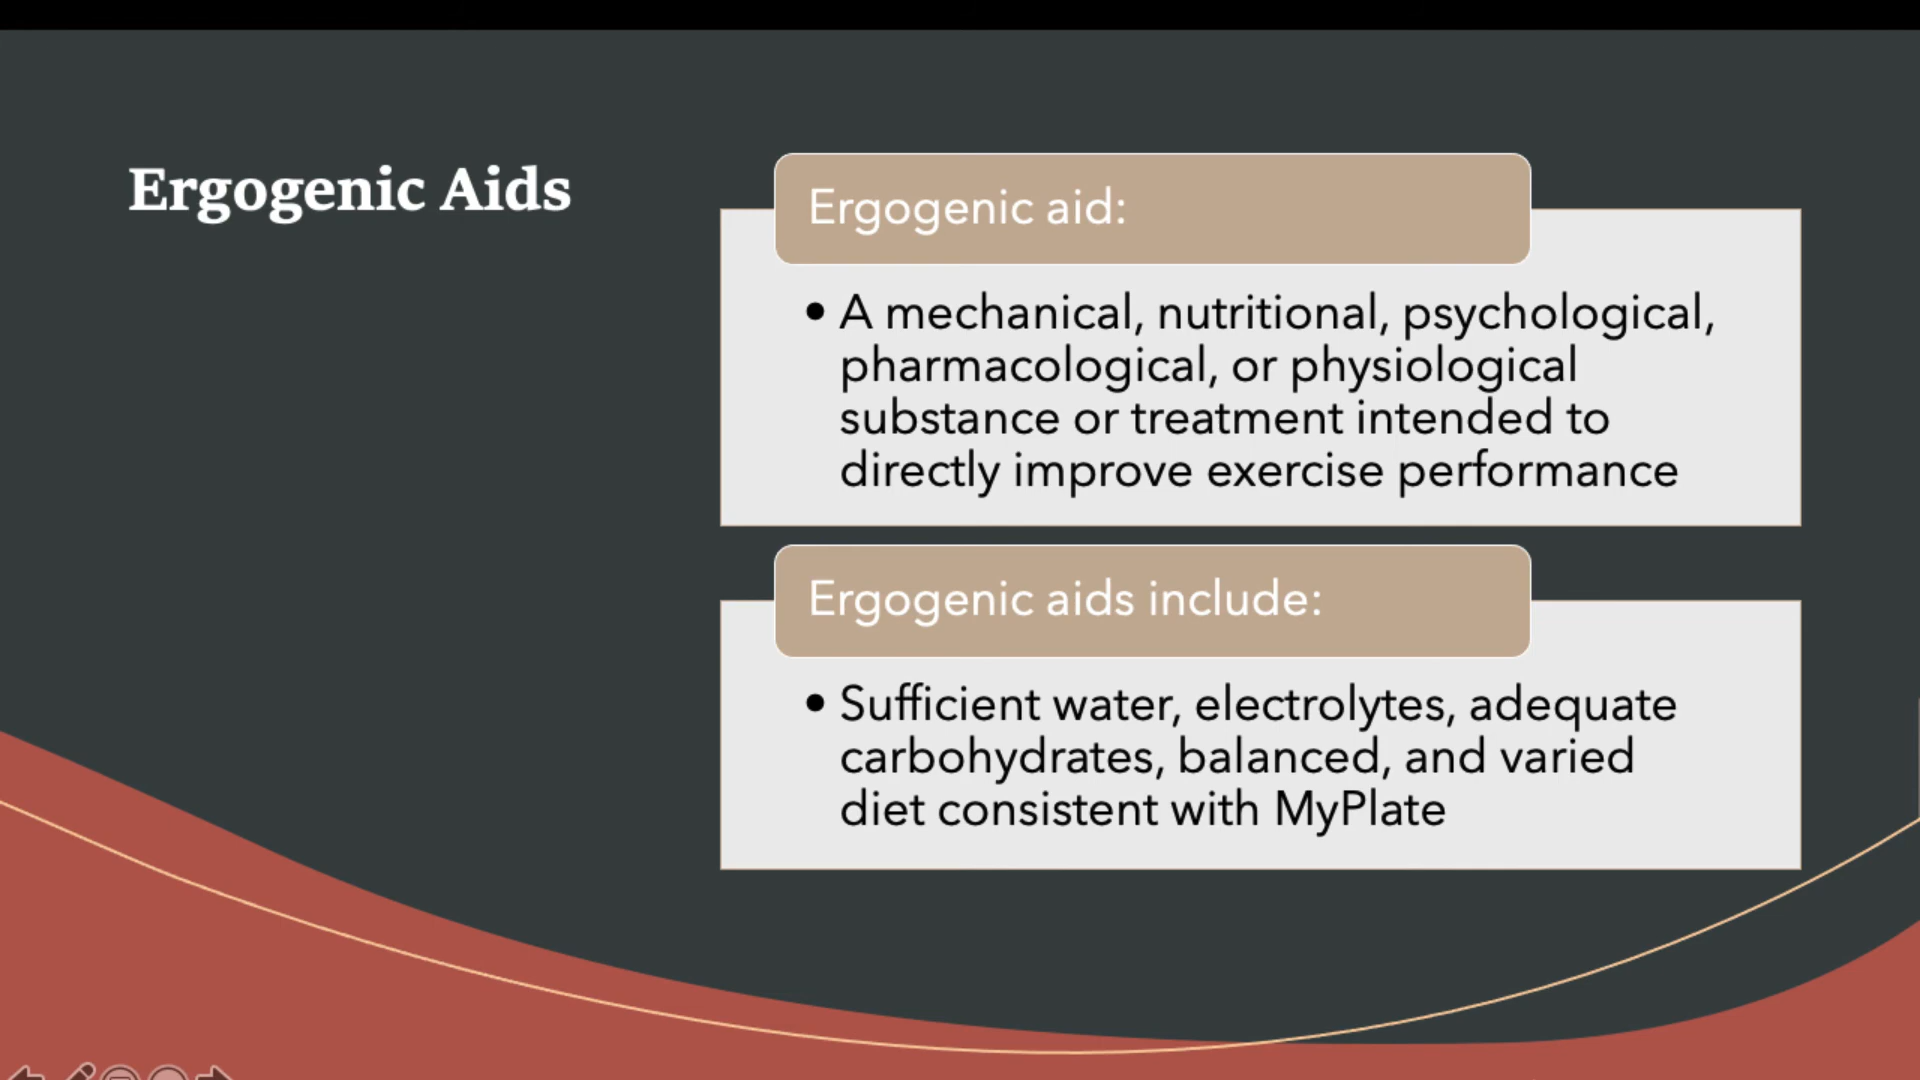 Ergogenic Aids
Ergogenic aid:
• A mechanical, nutritional, psychological,
pharmacological, or physiological
substance or treatment intended to
directly improve exercise performance
Ergogenic aids include:
• Sufficient water, electrolytes, adequate
carbohydrates, balanced, and varied
diet consistent with MyPlate